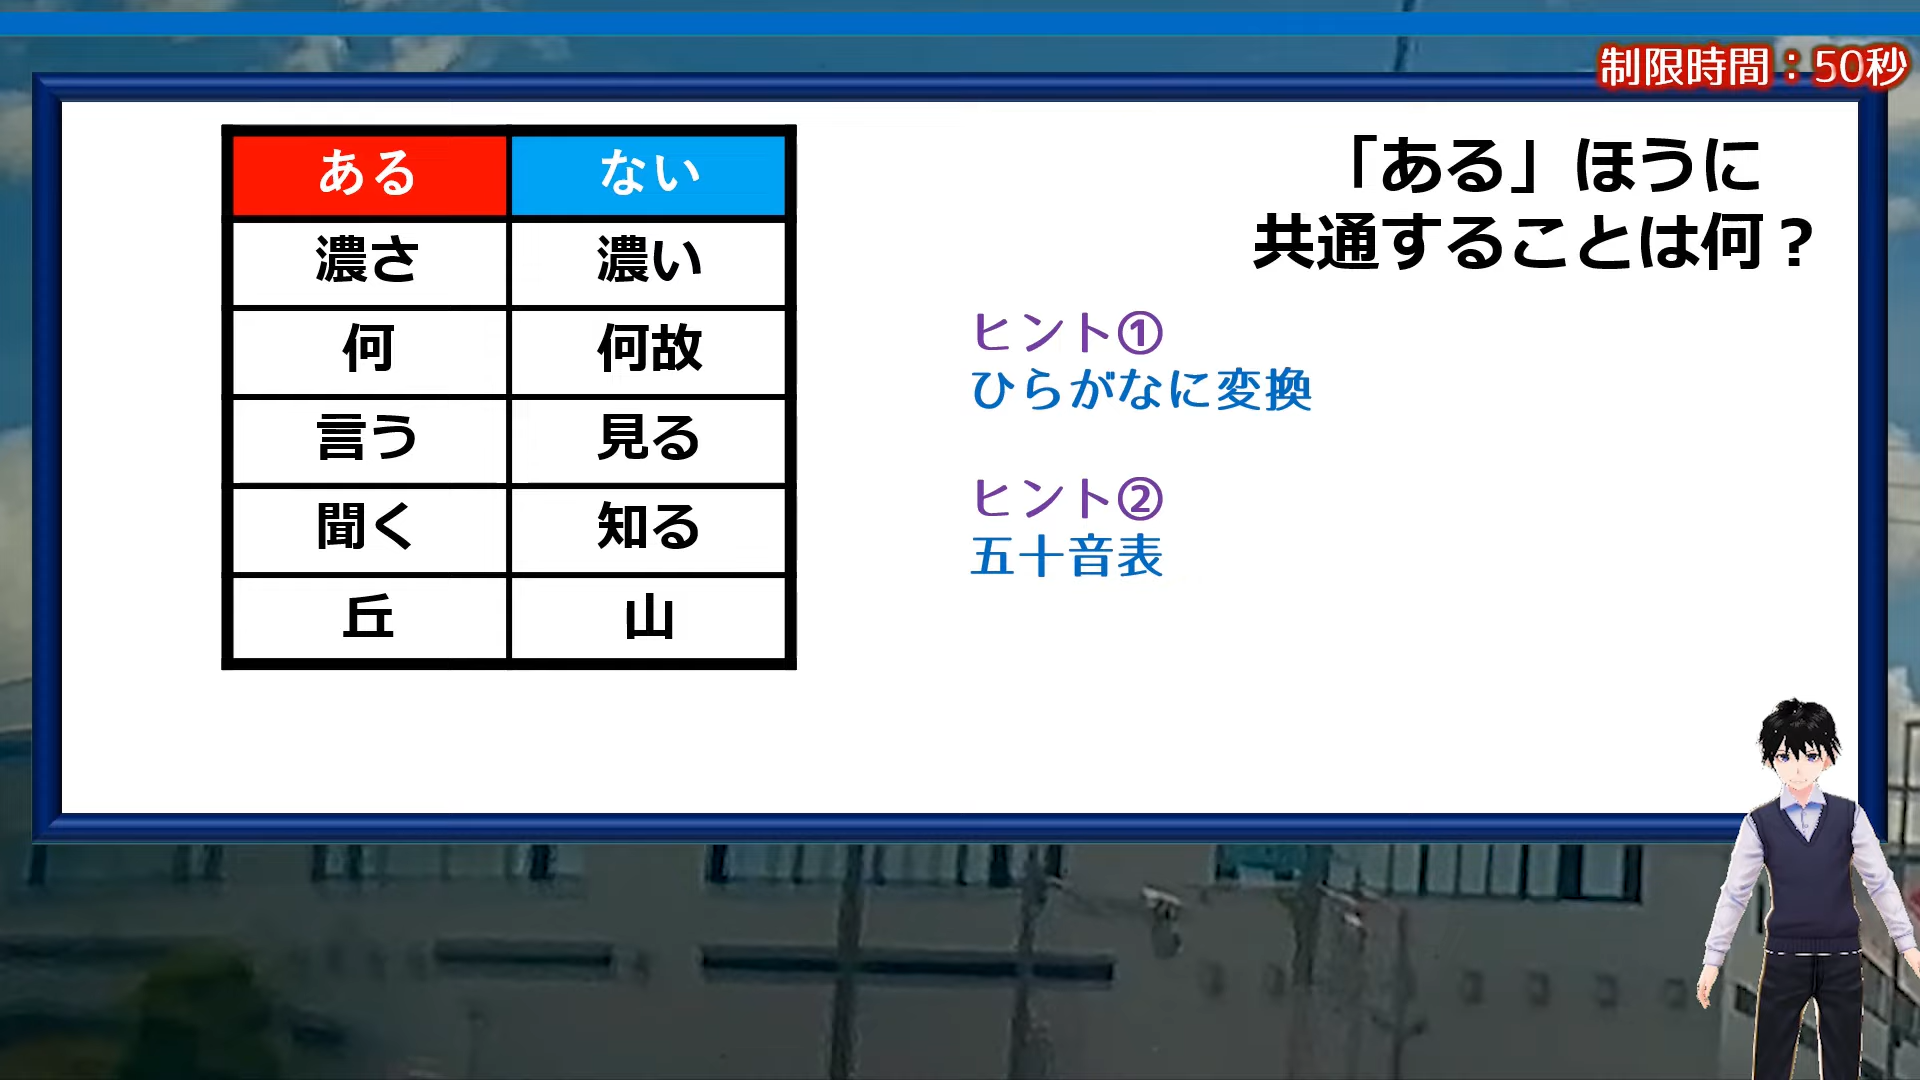 制限時間：50秒
「ある」ほうに
共通することは何？
ある ない
濃さ 濃い
何 何故
言う 見る
聞く 知る
丘 山
ヒント①
ひらがなに変換
ヒント②
五十音表